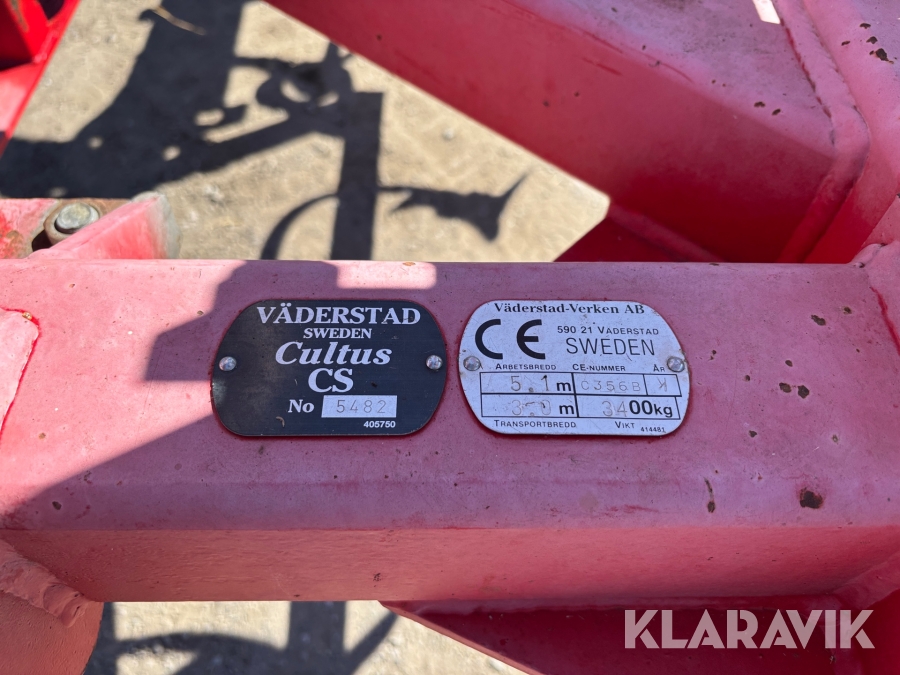 VÄDERSTAD
SWEDEN
Cultus
CS
No 5482
405750
Väderstad-Verken AB
CE
590 21 VÄDERSTAD
SWEDEN
ARBETSBREDD CE-NUMMER ÅR
5.1 m C356B
m 3400kg
TRANSPORTBREDD VIKT 414481
KLARAVIK